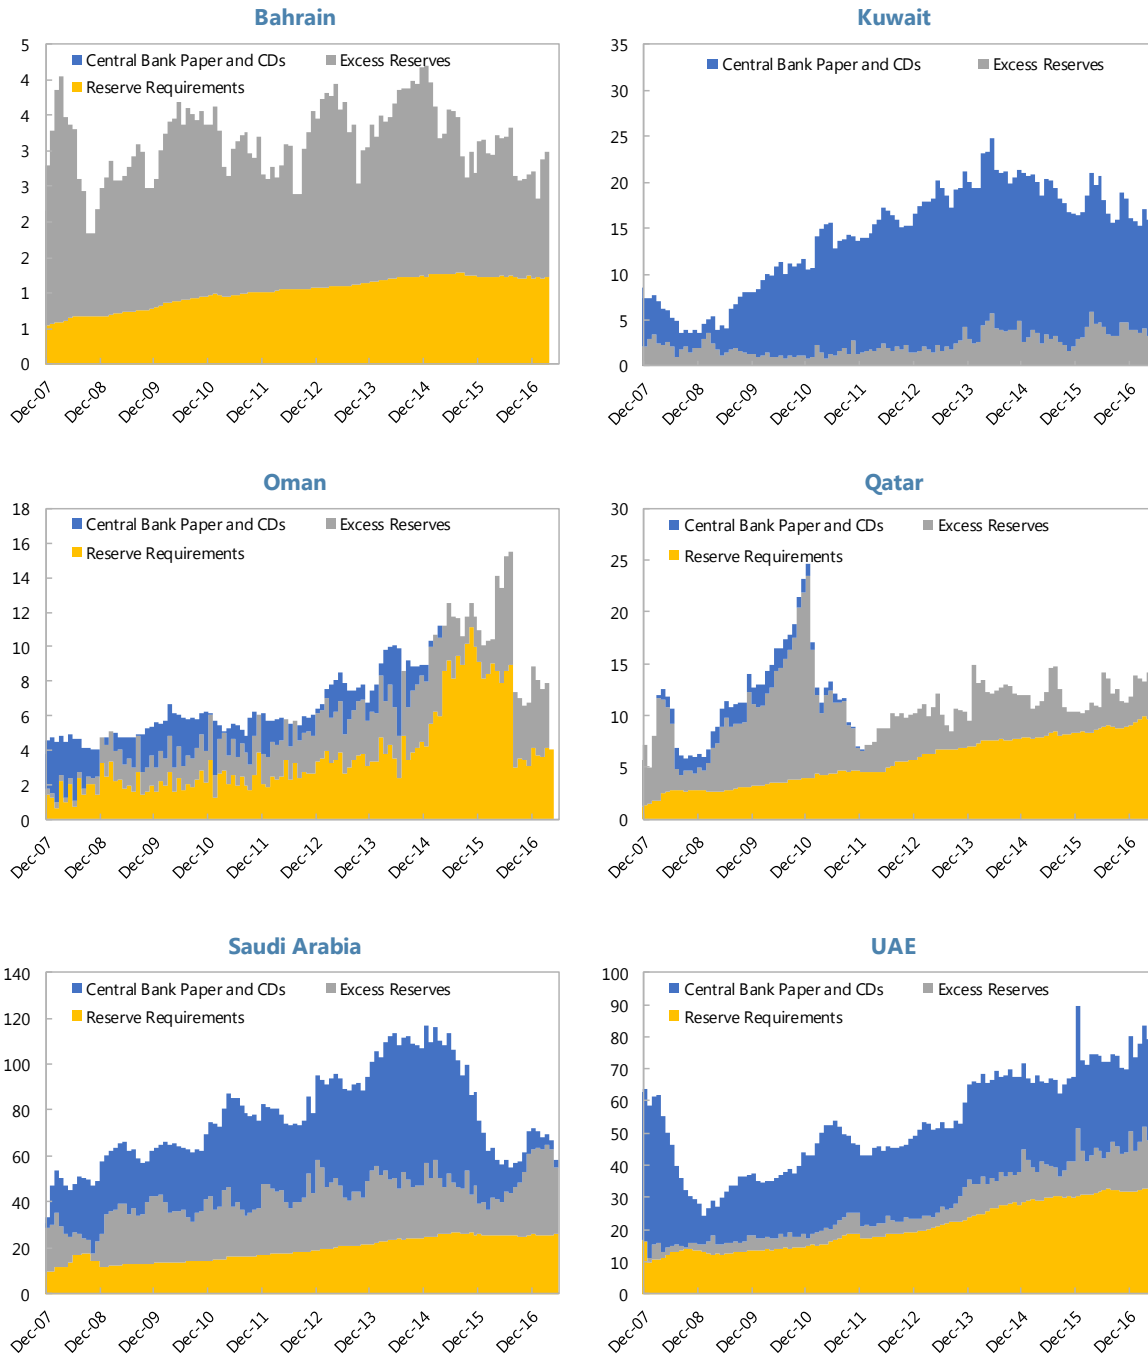 Bahrain
5
4
4
3
3
2
2
1
1
0
Central Bank Paper and CDs
Excess Reserves
Reserve Requirements
Dec-07
Dec-08
Dec-09
Dec-10
Dec-11
Dec-12
Dec-13
Dec-14
Dec-15
Dec-16
Kuwait
35
30
25
20
15
10
5
0
Central Bank Paper and CDs
Excess Reserves
Dec-07
Dec-08
Dec-09
Dec-10
Dec-11
Dec-12
Dec-13
Dec-14
Dec-15
Dec-16
Oman
18
16
14
12
10
8
6
4
2
0
Central Bank Paper and CDs
Excess Reserves
Reserve Requirements
Dec-07
Dec-08
Dec-09
Dec-10
Dec-11
Dec-12
Dec-13
Dec-14
Dec-15
Dec-16
Qatar
30
25
20
15
10
5
0
Central Bank Paper and CDs
Excess Reserves
Reserve Requirements
Dec-07
Dec-08
Dec-09
Dec-10
Dec-11
Dec-12
Dec-13
Dec-14
Dec-15
Dec-16
Saudi Arabia
140
120
100
80
60
40
20
0
Central Bank Paper and CDs
Excess Reserves
Reserve Requirements
Dec-07
Dec-08
Dec-09
Dec-10
Dec-11
Dec-12
Dec-13
Dec-14
Dec-15
Dec-16
UAE
100
90
80
70
60
50
40
30
20
10
0
Central Bank Paper and CDs
Excess Reserves
Reserve Requirements
Dec-07
Dec-08
Dec-09
Dec-10
Dec-11
Dec-12
Dec-13
Dec-14
Dec-15
Dec-16